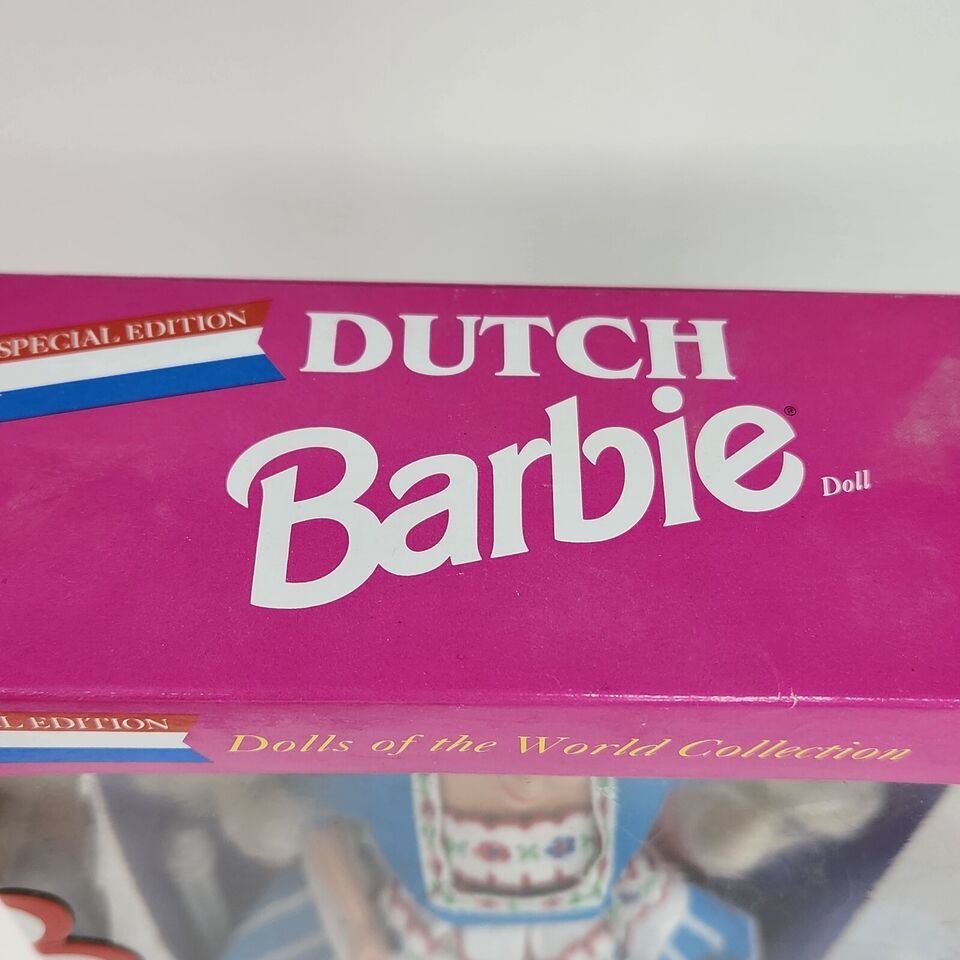 SPECIAL EDITION
DUTCH
Barbie®
Doll
L EDITION
Dolls of the World Collection